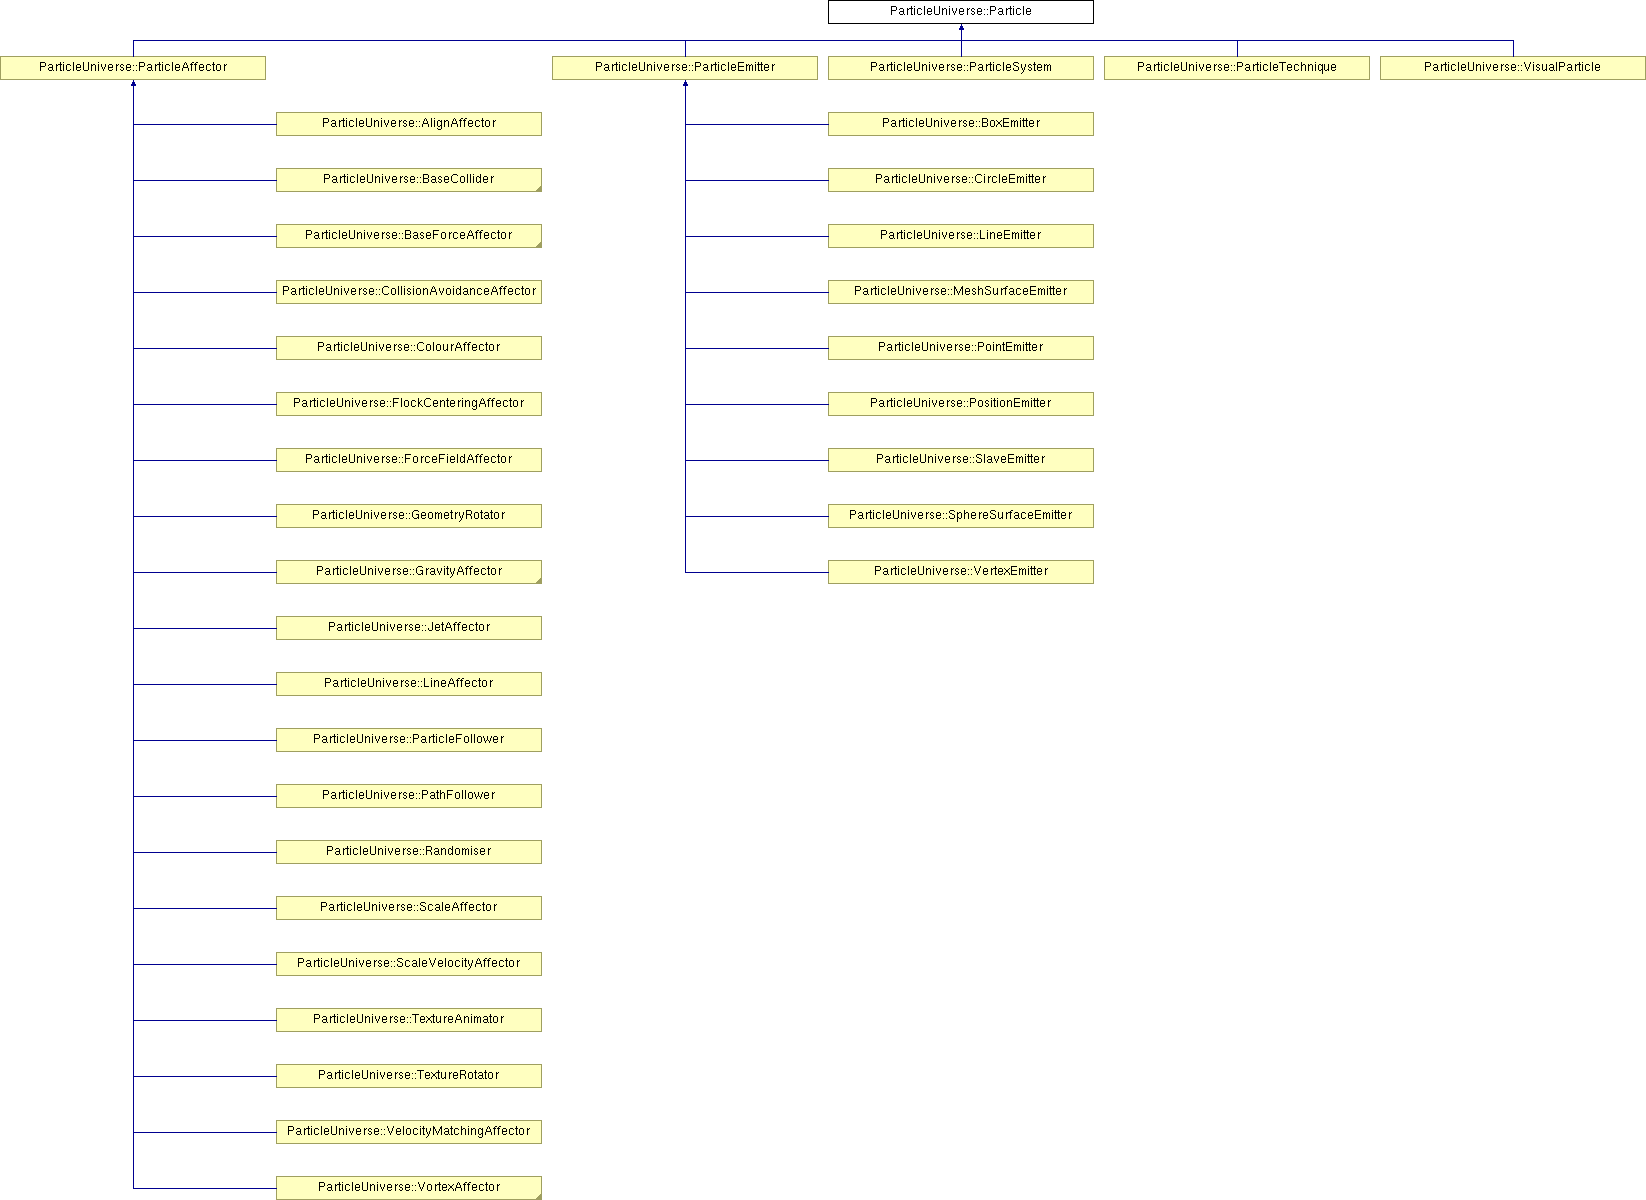 ParticleUniverse::Particle
ParticleUniverse::ParticleAffector
ParticleUniverse::ParticleEmitter
ParticleUniverse::ParticleSystem
ParticleUniverse::ParticleTechnique
ParticleUniverse::VisualParticle
ParticleUniverse::AlignAffector
ParticleUniverse::BaseCollider
ParticleUniverse::BaseForceAffector
ParticleUniverse::CollisionAvoidanceAffector
ParticleUniverse::ColourAffector
ParticleUniverse::FlockCenteringAffector
ParticleUniverse::ForceFieldAffector
ParticleUniverse::GeometryRotator
ParticleUniverse::GravityAffector
ParticleUniverse::JetAffector
ParticleUniverse::LineAffector
ParticleUniverse::ParticleFollower
ParticleUniverse::PathFollower
ParticleUniverse::Randomiser
ParticleUniverse::ScaleAffector
ParticleUniverse::ScaleVelocityAffector
ParticleUniverse::TextureAnimator
ParticleUniverse::TextureRotator
ParticleUniverse::VelocityMatchingAffector
ParticleUniverse::VortexAffector
ParticleUniverse::BoxEmitter
ParticleUniverse::CircleEmitter
ParticleUniverse::LineEmitter
ParticleUniverse::MeshSurfaceEmitter
ParticleUniverse::PointEmitter
ParticleUniverse::PositionEmitter
ParticleUniverse::SlaveEmitter
ParticleUniverse::SphereSurfaceEmitter
ParticleUniverse::VertexEmitter